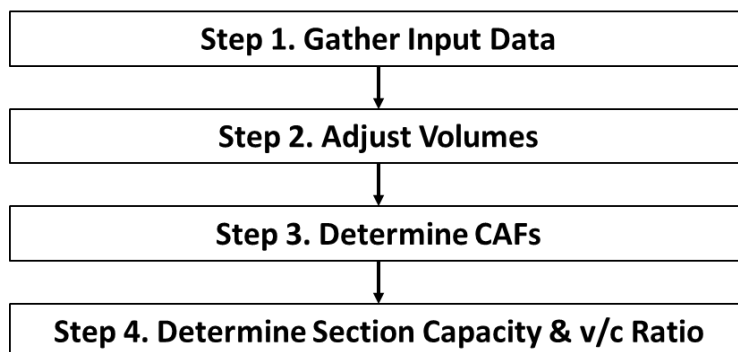 Step 1. Gather Input Data
Step 2. Adjust Volumes
Step 3. Determine CAFs
Step 4. Determine Section Capacity & v/c Ratio